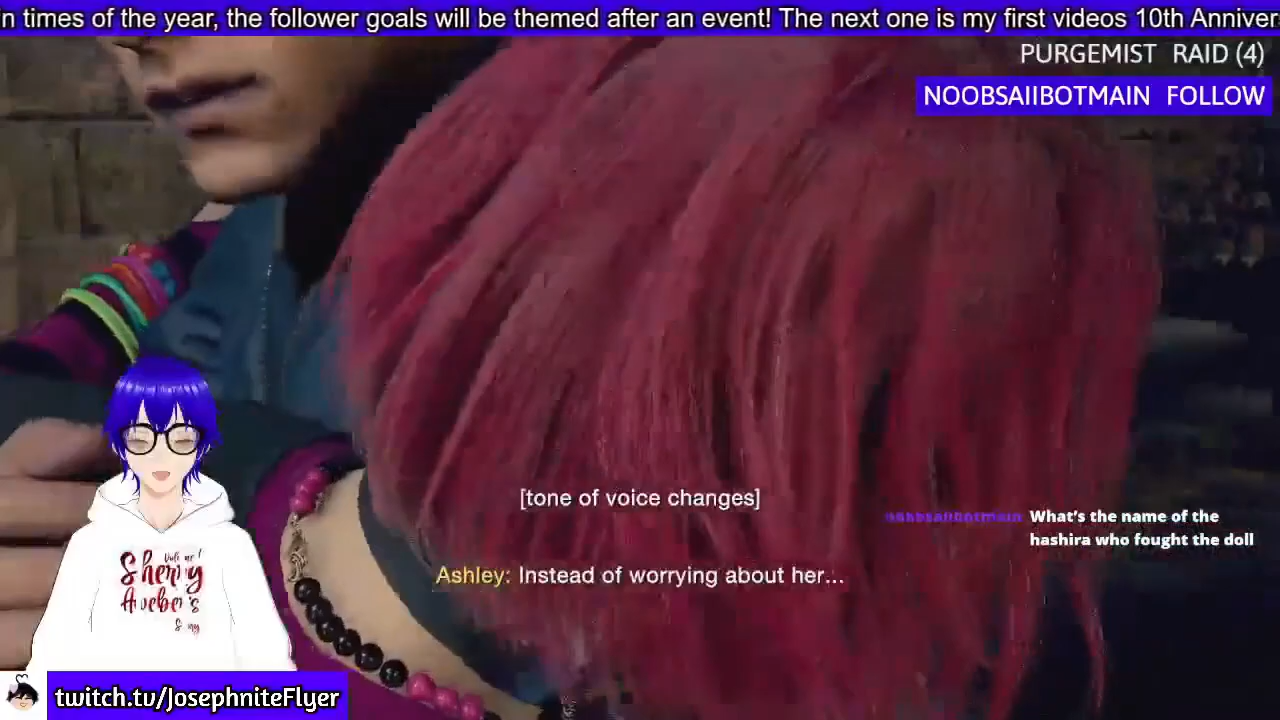 n times of the year, the follower goals will be themed after an event! The next one is my first videos 10th Anniver
PURGEMIST RAID (4)
NOOBSAIIBOTMAIN FOLLOW
[tone of voice changes]
noobsaiibotmain What's the name of the
hashira who fought the doll
Ashley: Instead of worrying about her...
Sherry
twitch.tv/JosephniteFlyer